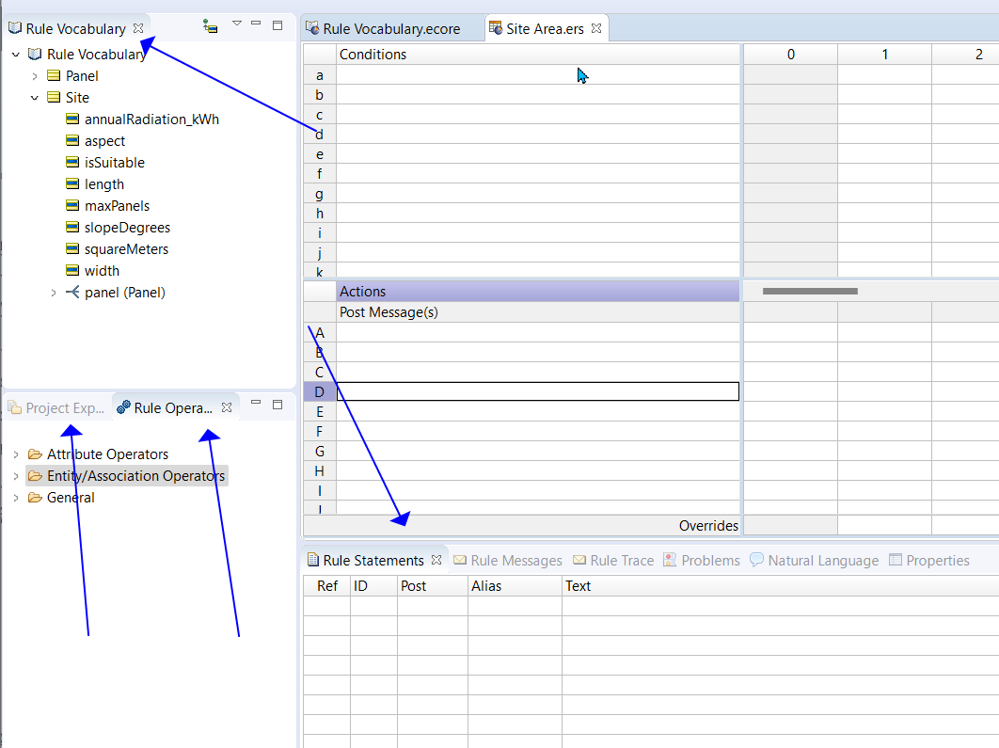 Rule Vocabulary
Rule Vocabulary
Panel
Site
annualRadiation_kWh
aspect
isSuitable
length
maxPanels
slopeDegrees
squareMeters
width
panel (Panel)
Project Exp...
Rule Opera...
Attribute Operators
Entity/Association Operators
General
Rule Vocabulary.ecore
Site Area.ers
Conditions 0 1 2
a
b
c
d
e
f
g
h
i
j
k
Actions
Post Message(s)
A
B
C
D
E
F
G
H
I
J
Overrides
Rule Statements Rule Messages Rule Trace Problems Natural Language Properties
Ref ID Post Alias Text